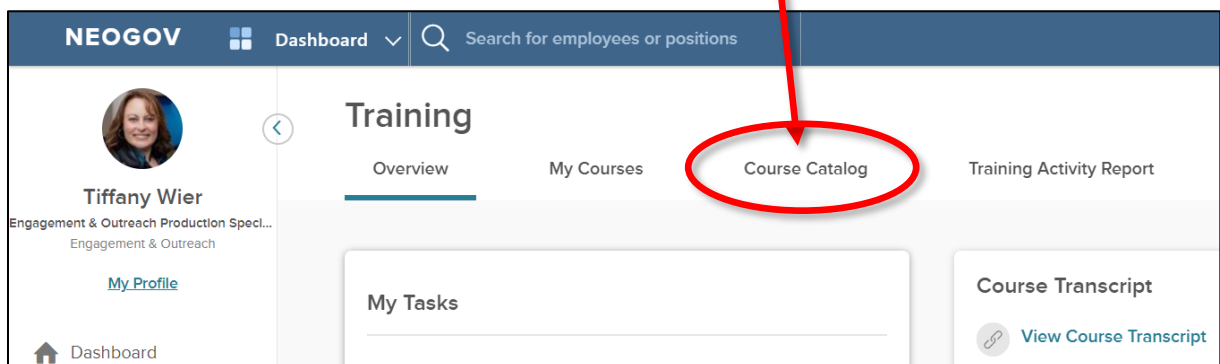 NEOGOV Dashboard Search for employees or positions
Training
Overview My Courses Course Catalog Training Activity Report
Tiffany Wier
Engagement & Outreach Production Speci...
Engagement & Outreach
My Profile
Dashboard
My Tasks
Course Transcript
View Course Transcript